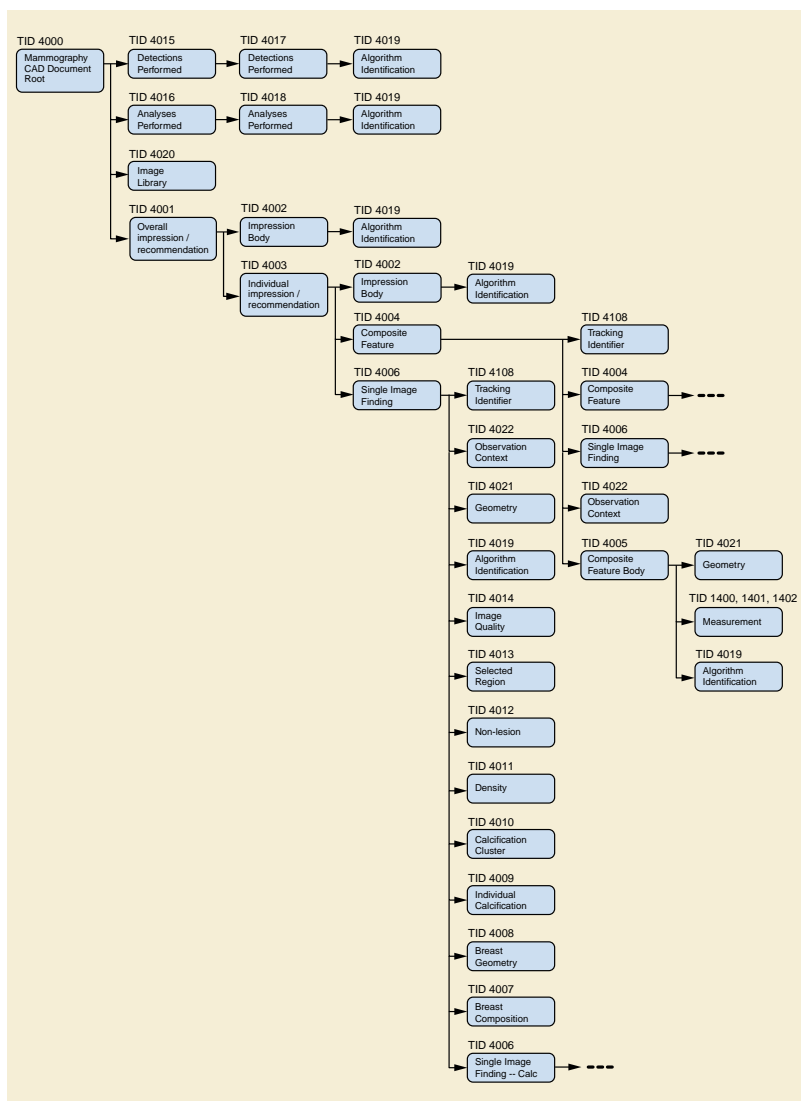 TID 4000
Mammography
CAD Document
Root
TID 4015
Detections
Performed
TID 4017
Detections
Performed
TID 4019
Algorithm
Identification
TID 4016
Analyses
Performed
TID 4018
Analyses
Performed
TID 4019
Algorithm
Identification
TID 4020
Image
Library
TID 4001
Overall
impression /
recommendation
TID 4002
Impression
Body
TID 4019
Algorithm
Identification
TID 4003
Individual
impression /
recommendation
TID 4002
Impression
Body
TID 4019
Algorithm
Identification
TID 4004
Composite
Feature
TID 4108
Tracking
Identifier
TID 4004
Composite
Feature
TID 4006
Single Image
Finding
TID 4022
Observation
Context
TID 4005
Composite
Feature Body
TID 4021
Geometry
TID 1400, 1401, 1402
Measurement
TID 4019
Algorithm
Identification
TID 4006
Single Image
Finding
TID 4108
Tracking
Identifier
TID 4022
Observation
Context
TID 4021
Geometry
TID 4019
Algorithm
Identification
TID 4014
Image
Quality
TID 4013
Selected
Region
TID 4012
Non-lesion
TID 4011
Density
TID 4010
Calcification
Cluster
TID 4009
Individual
Calcification
TID 4008
Breast
Geometry
TID 4007
Breast
Composition
TID 4006
Single Image
Finding -- Calc